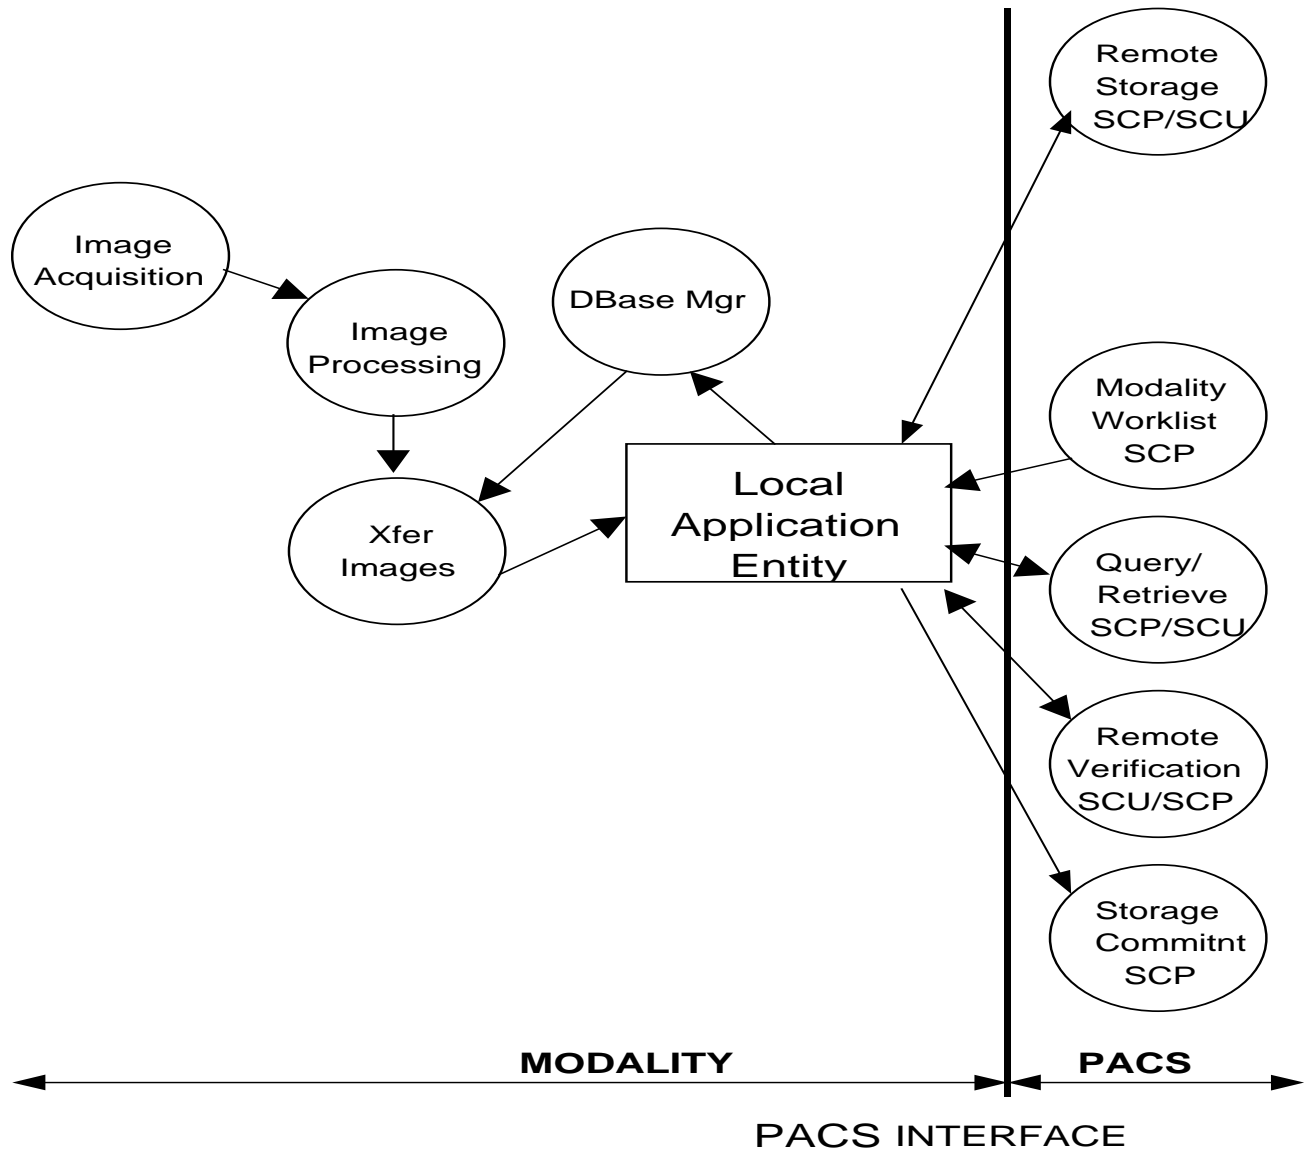 Remote
Storage
SCP/SCU
Image
Acquisition
Image
Processing
DBase Mgr
Modality
Worklist
SCP
Local
Application
Entity
Xfer
Images
Query/
Retrieve
SCP/SCU
Remote
Verification
SCU/SCP
Storage
Commitnt
SCP
MODALITY
PACS
PACS INTERFACE